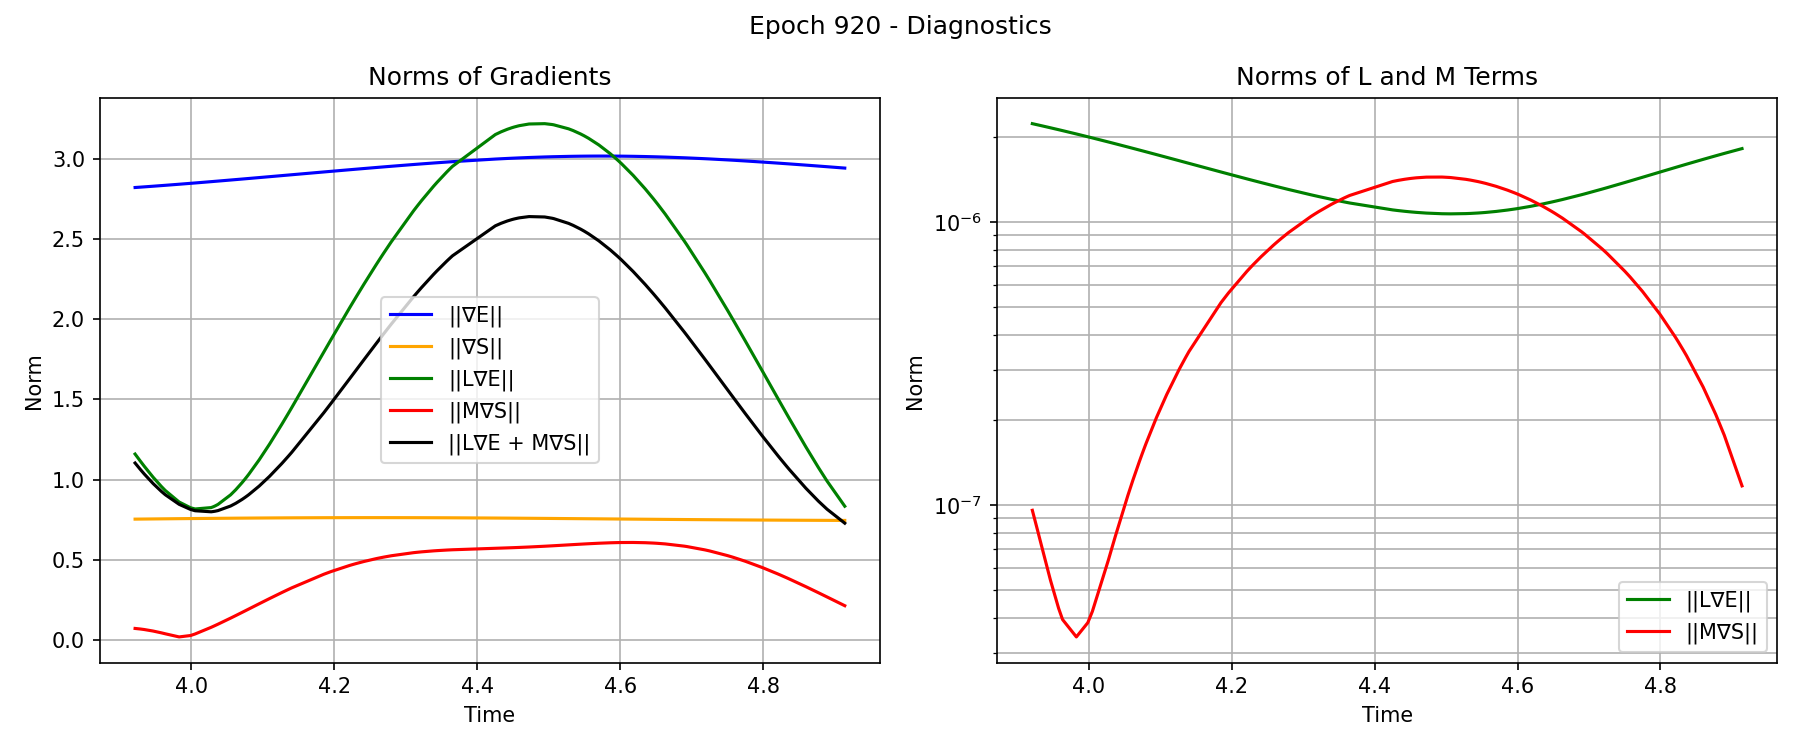 Epoch 920 - Diagnostics
Norms of Gradients
Norm
3.0
2.5
2.0
1.5
1.0
0.5
0.0
||∇E||
||∇S||
||L∇E||
||M∇S||
||L∇E + M∇S||
4.0 4.2 4.4 4.6 4.8
Time
Norms of L and M Terms
Norm
10⁻⁶
10⁻⁷
||L∇E||
||M∇S||
4.0 4.2 4.4 4.6 4.8
Time